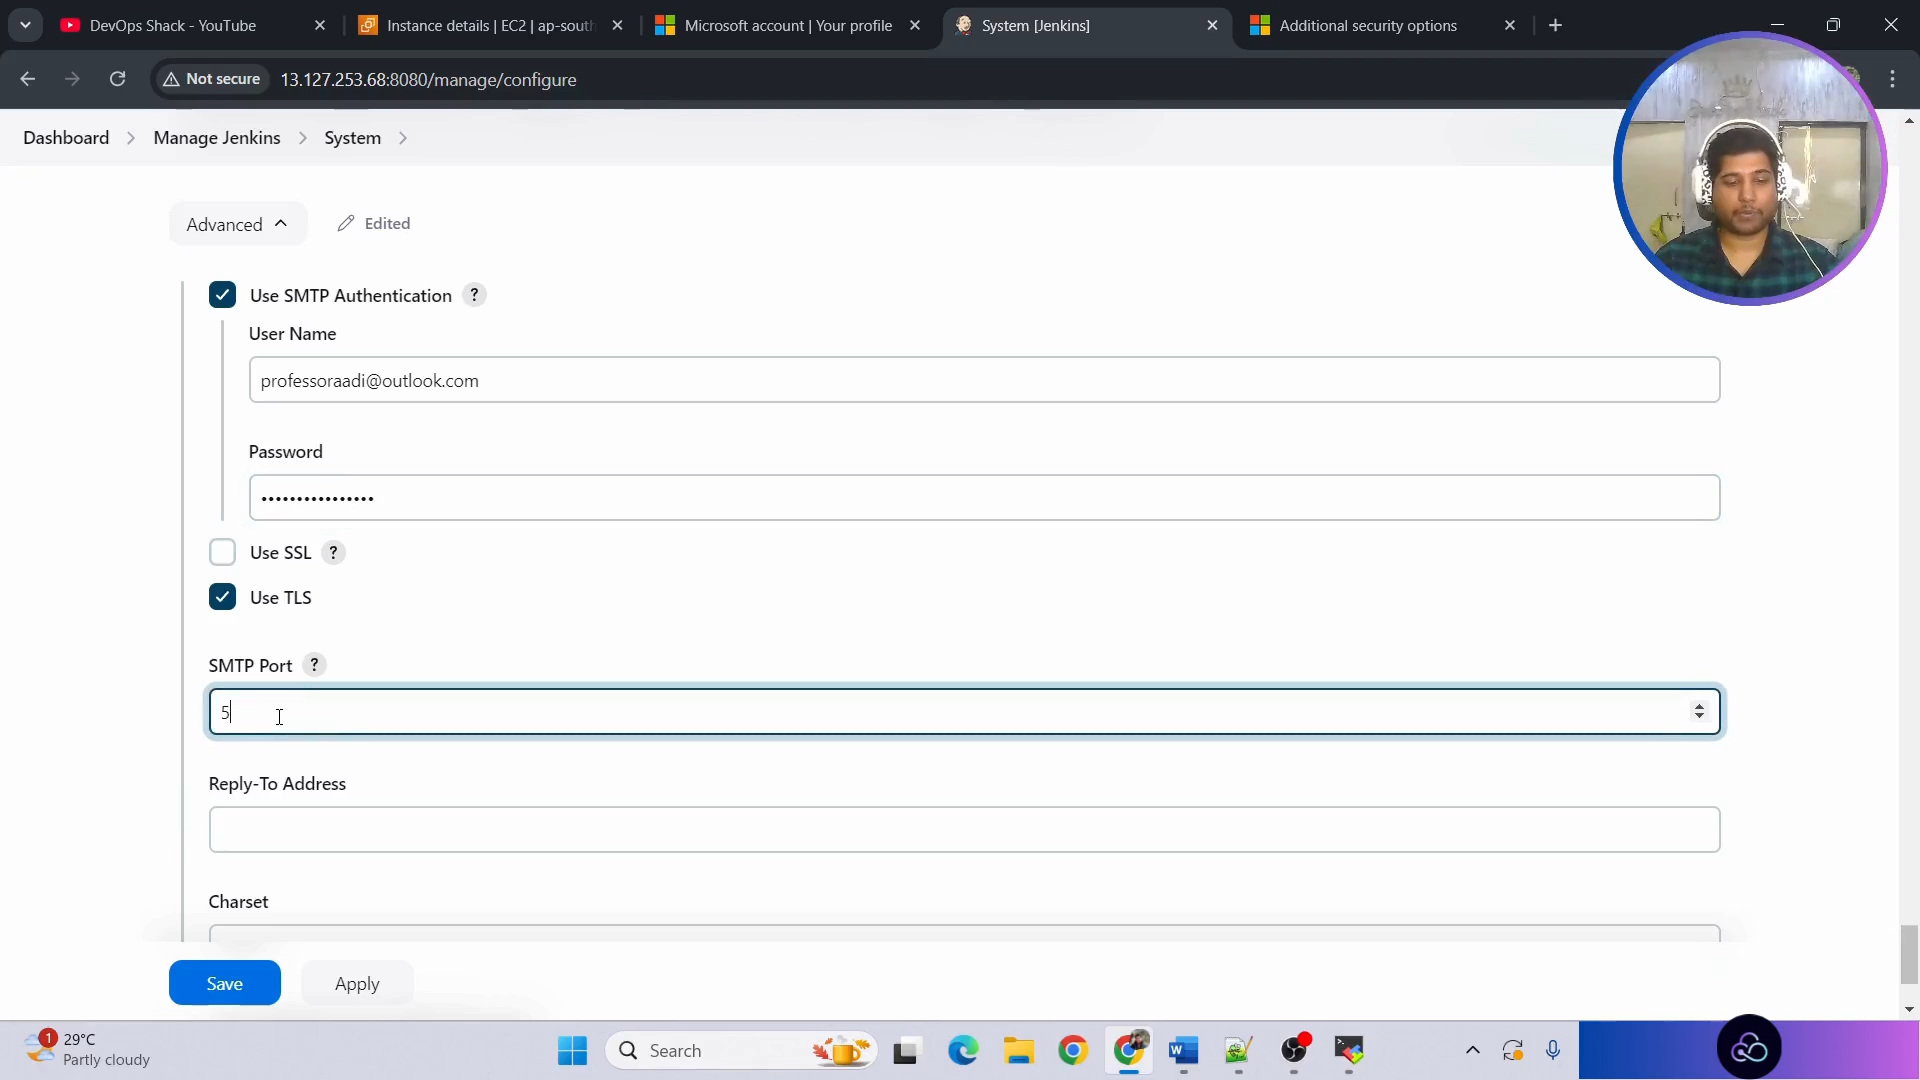 DevOps Shack - YouTube
Instance details | EC2 | ap-south
Microsoft account | Your profile
System [Jenkins]
Additional security options
Not secure
13.127.253.68:8080/manage/configure
Dashboard
Manage Jenkins
System
Advanced
Edited
Use SMTP Authentication ?
User Name
professoraadi@outlook.com
Password
••••••••••••••••
Use SSL ?
Use TLS
SMTP Port ?
5
Reply-To Address
Charset
Save
Apply
1
29°C
Partly cloudy
Search